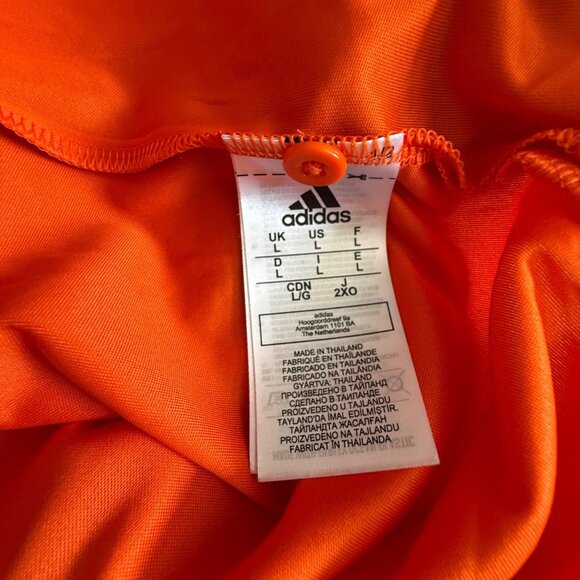 adidas
UK US F
L L L
D I E
L L L
CDN J
L/G 2XO
adidas
Hoogoorddreef 9a
Amsterdam 1101 BA
The Netherlands
MADE IN THAILAND
FABRIQUÉ EN THAÏLANDE
FABRICADO EN TAILANDIA
FABRICADO NA TAILÂNDIA
GYÁRTVA: THAIFÖLD
ПРОИЗВЕДЕНО В ТАЙЛАНД
СДЕЛАНО В ТАИЛАНДЕ
PROIZVEDENO U TAJLANDU
TAYLAND'DA İMAL EDİLMİŞTİR.
ТАЙЛАНДТА ЖАСАЛҒАН
PROIZVEDENO NA TAJLANDU
FABRICAT ÎN THAILANDA